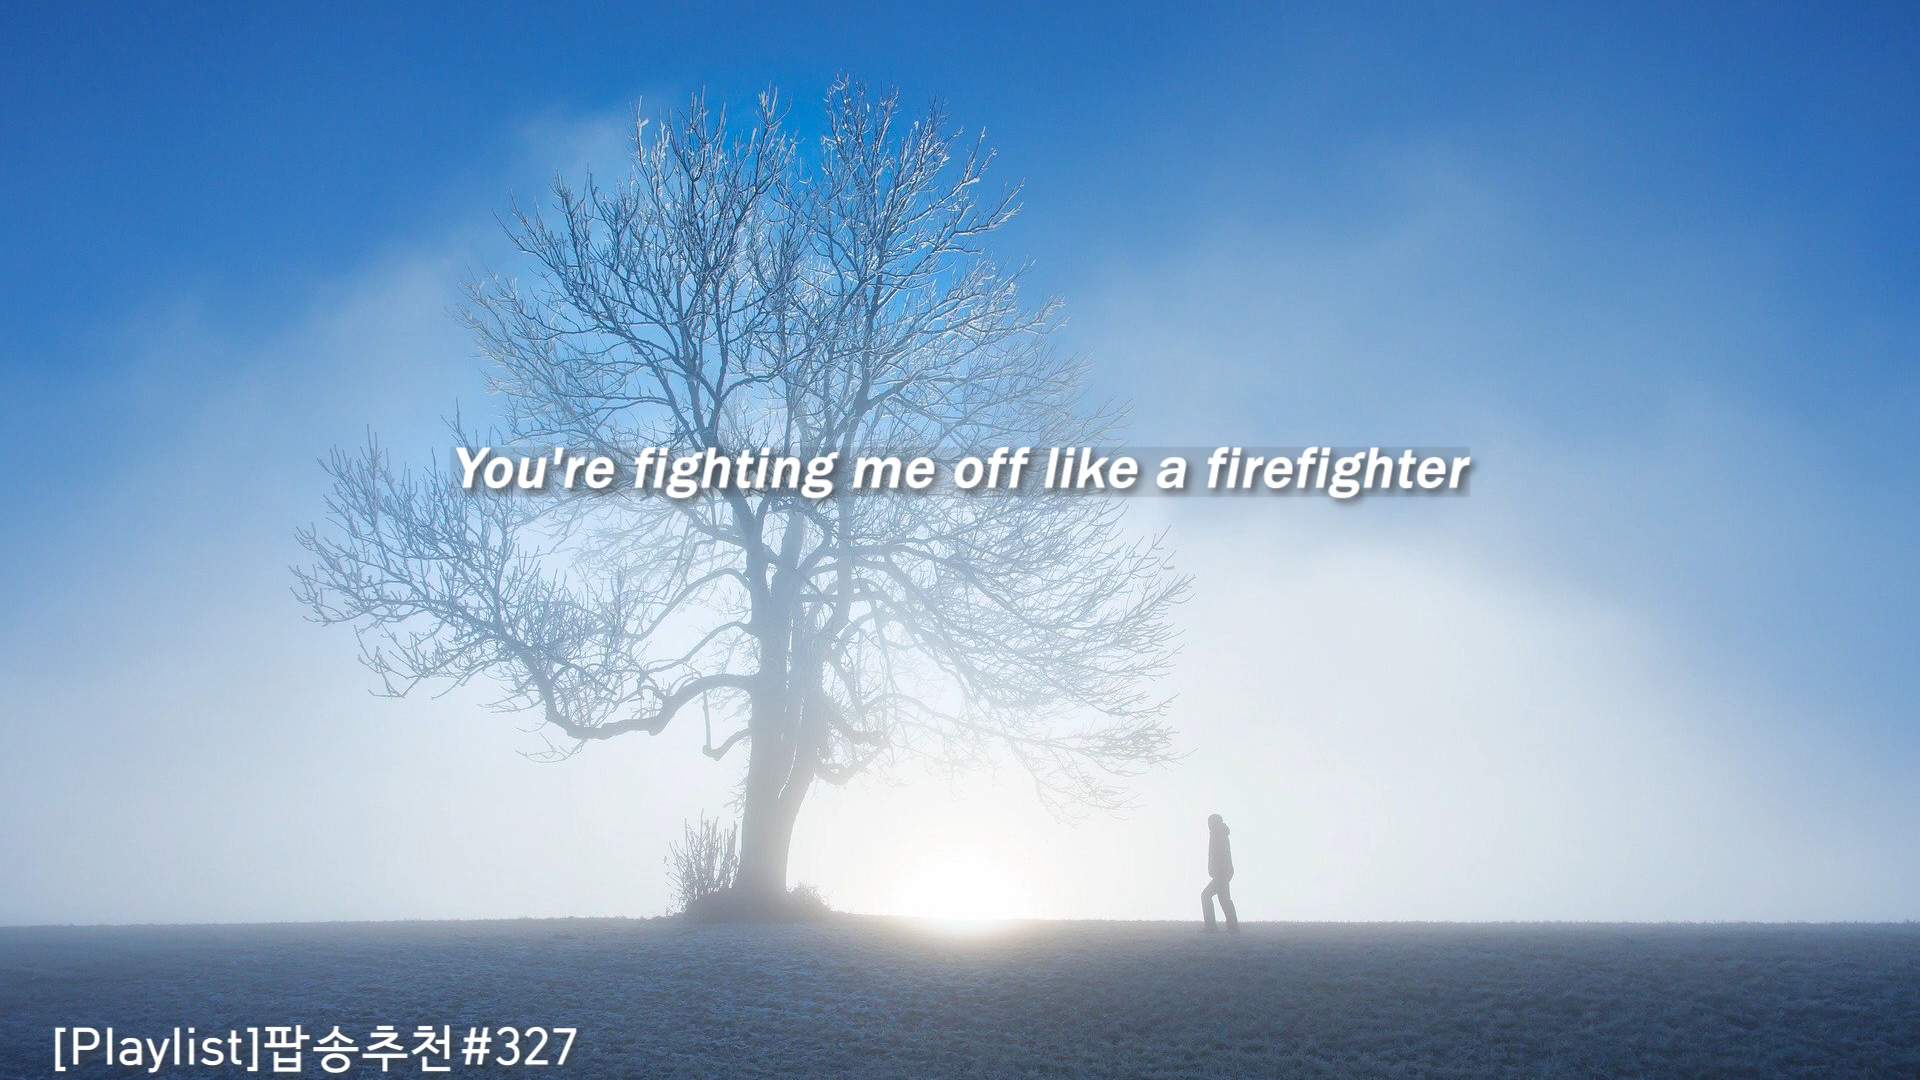 You're fighting me off like a firefighter
[Playlist]팝송추천#327